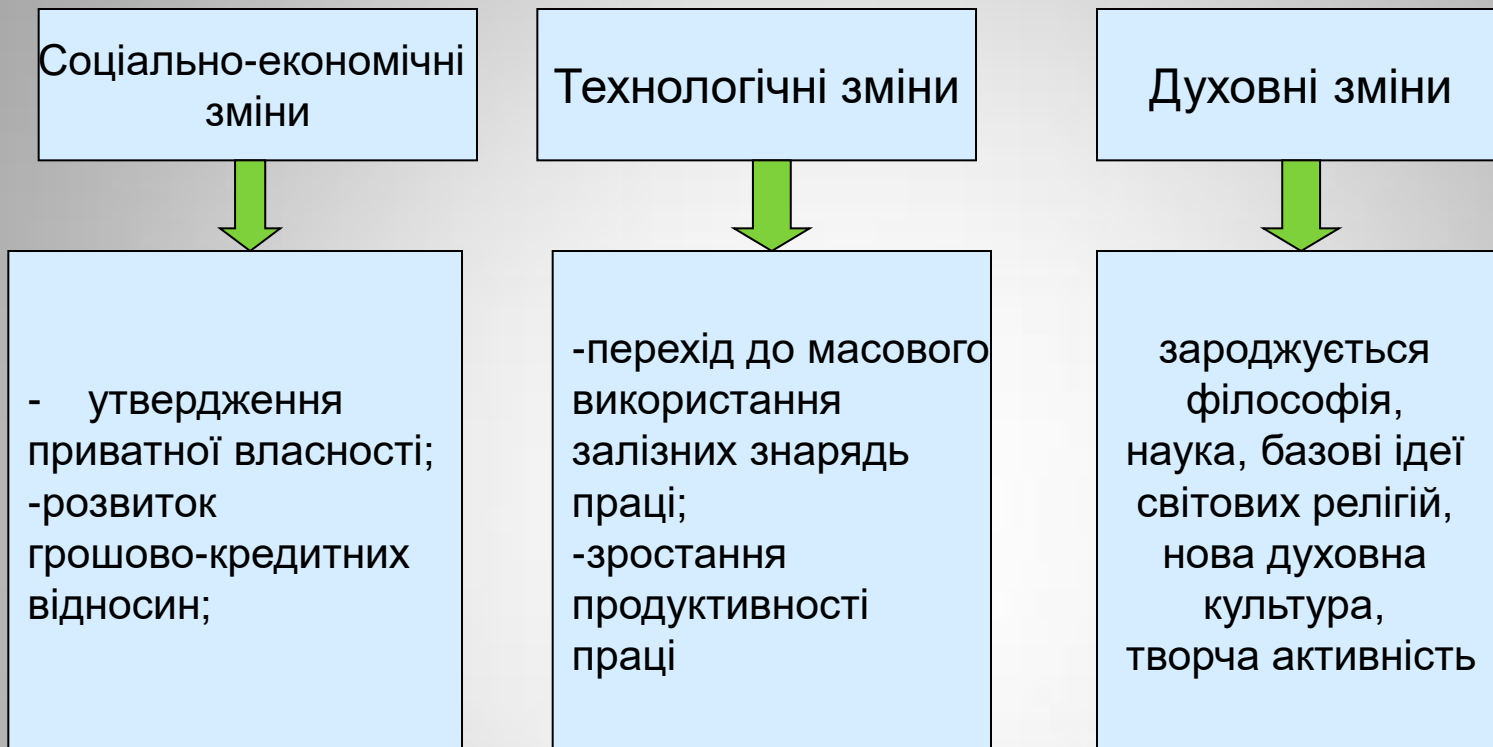 Соціально-економічні
зміни
- утвердження
приватної власності;
-розвиток
грошово-кредитних
відносин;
Технологічні зміни
-перехід до масового
використання
залізних знарядь
праці;
-зростання
продуктивності
праці
Духовні зміни
зароджується
філософія,
наука, базові ідеї
світових релігій,
нова духовна
культура,
творча активність